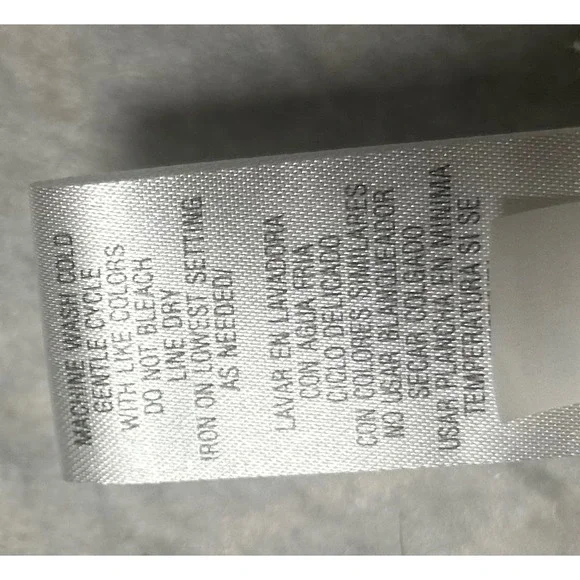 MACHINE WASH COLD
GENTLE CYCLE
WITH LIKE COLORS
DO NOT BLEACH
LINE DRY
IRON ON LOWEST SETTING
AS NEEDED/
LAVAR EN LAVADORA
CON AGUA FRIA
CICLO DELICADO
CON COLORES SIMILARES
NO USAR BLANQUEADOR
SECAR COLGADO
USAR PLANCHA EN MINIMA
TEMPERATURA SI SE